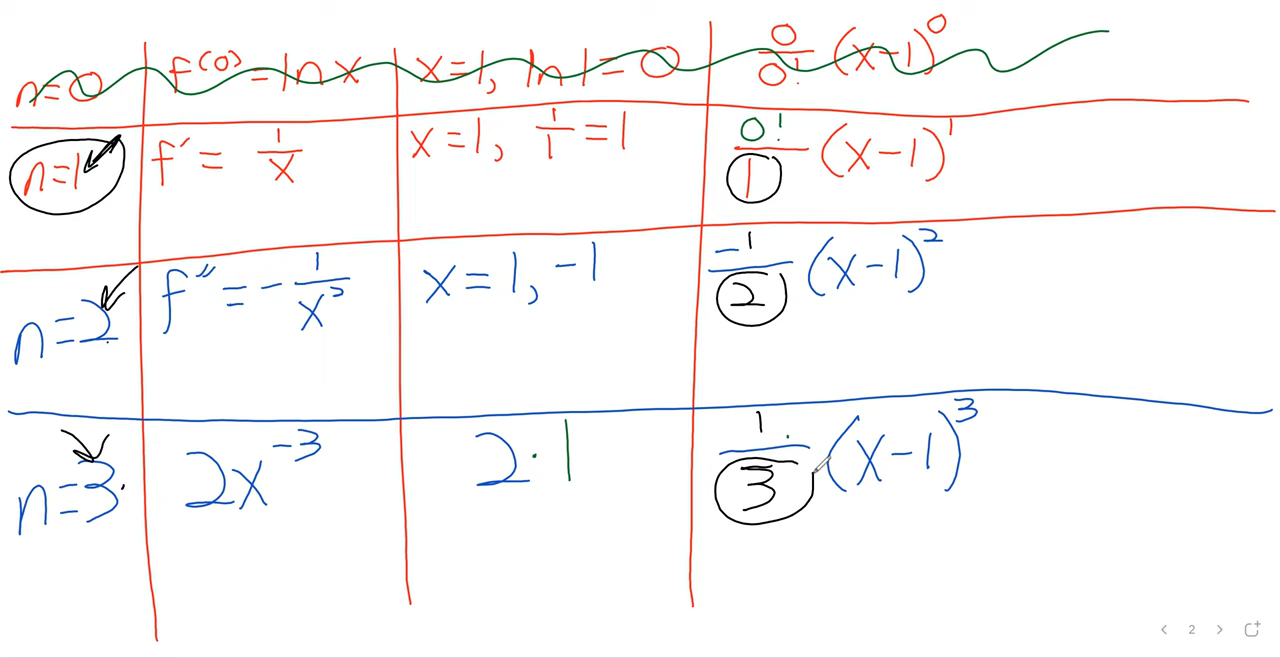 n=0 f^(0) = ln x x=1, ln 1 = 0 0/0! (x-1)^0
n=1 f' = 1/x x=1, 1/1 = 1 0!/1 (x-1)^1
n=2 f'' = -1/x^2 x=1, -1 -1/2 (x-1)^2
n=3 2x^-3 2·1 1/3 (x-1)^3
2